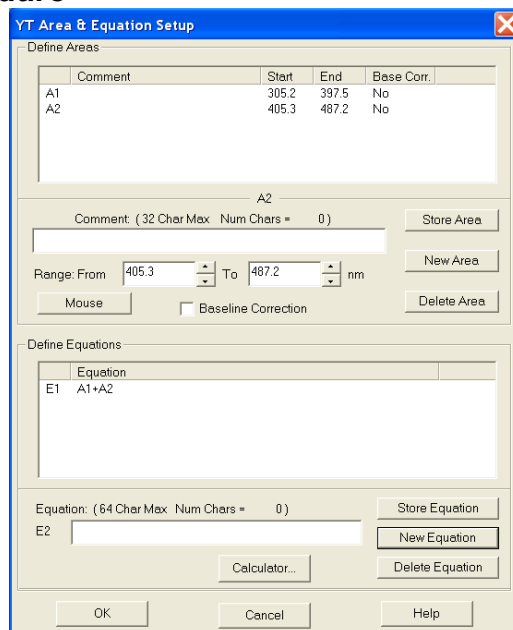 YT Area & Equation Setup
Define Areas
Comment Start End Base Corr.
A1 305.2 397.5 No
A2 405.3 487.2 No
A2
Comment: ( 32 Char Max Num Chars = 0 ) Store Area
New Area
Range: From 405.3 To 487.2 nm
Mouse Baseline Correction Delete Area
Define Equations
Equation
E1 A1+A2
Equation: ( 64 Char Max Num Chars = 0 ) Store Equation
E2 New Equation
Calculator... Delete Equation
OK Cancel Help